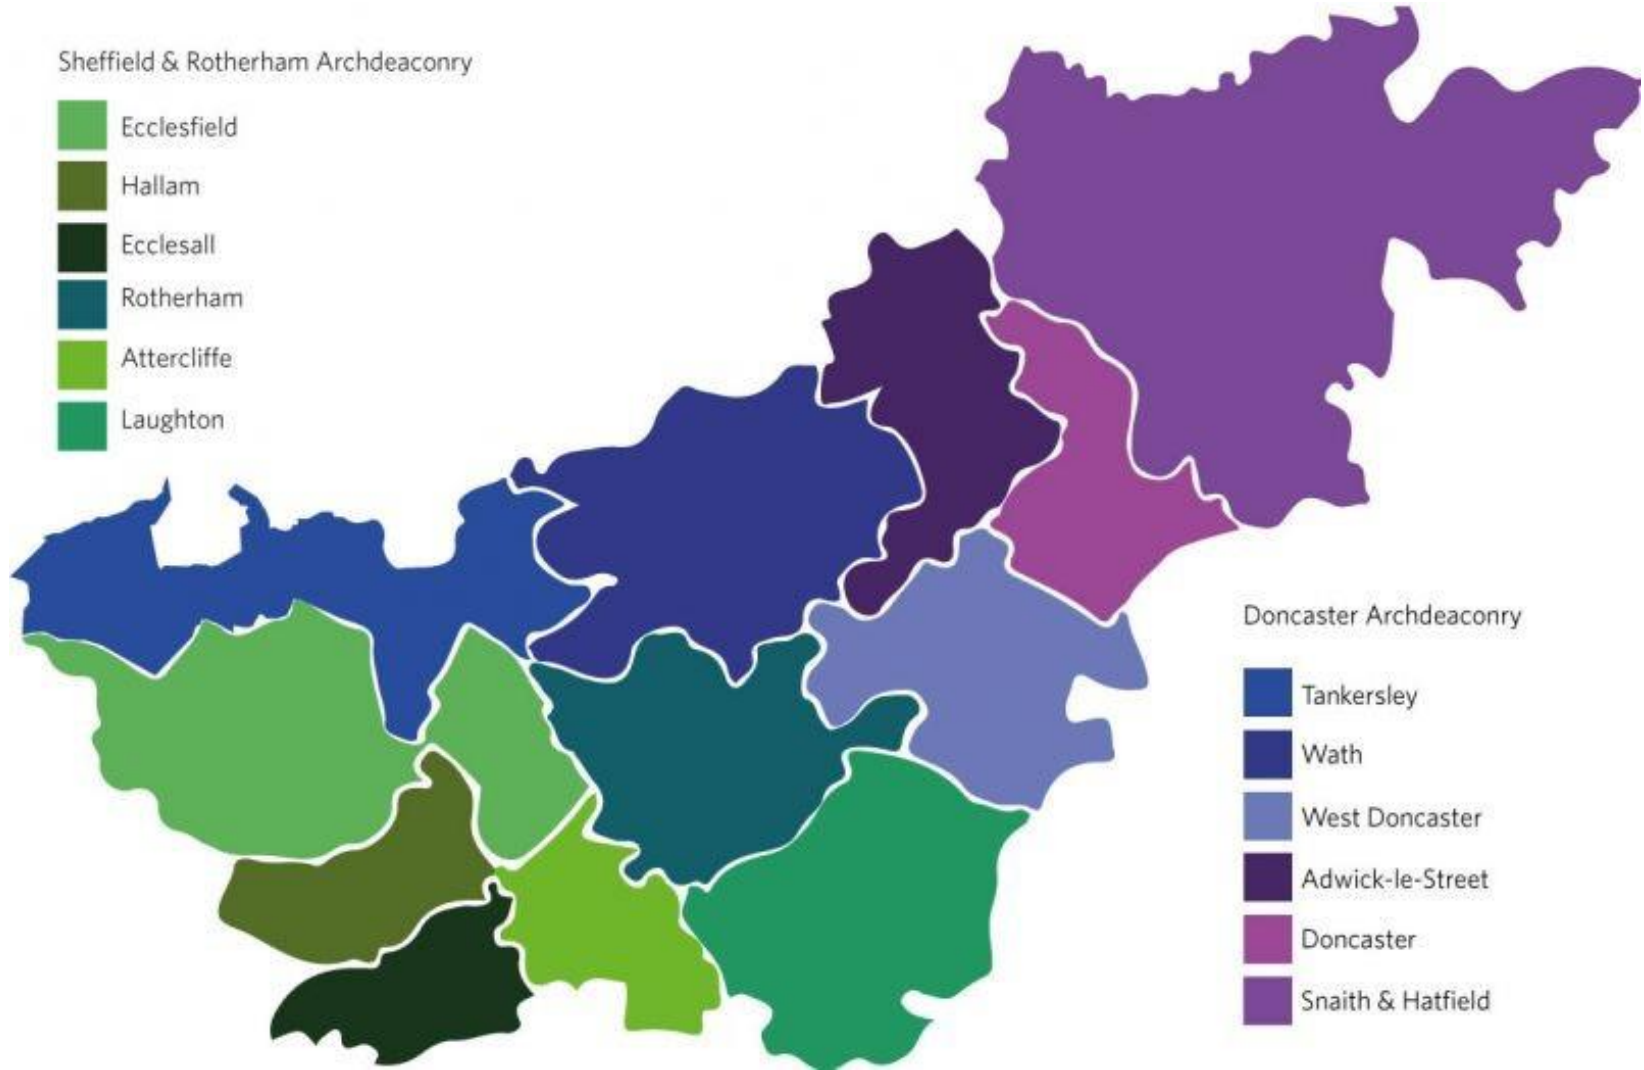 Sheffield & Rotherham Archdeaconry
Ecclesfield
Hallam
Ecclesall
Rotherham
Attercliffe
Laughton
Doncaster Archdeaconry
Tankersley
Wath
West Doncaster
Adwick-le-Street
Doncaster
Snaith & Hatfield